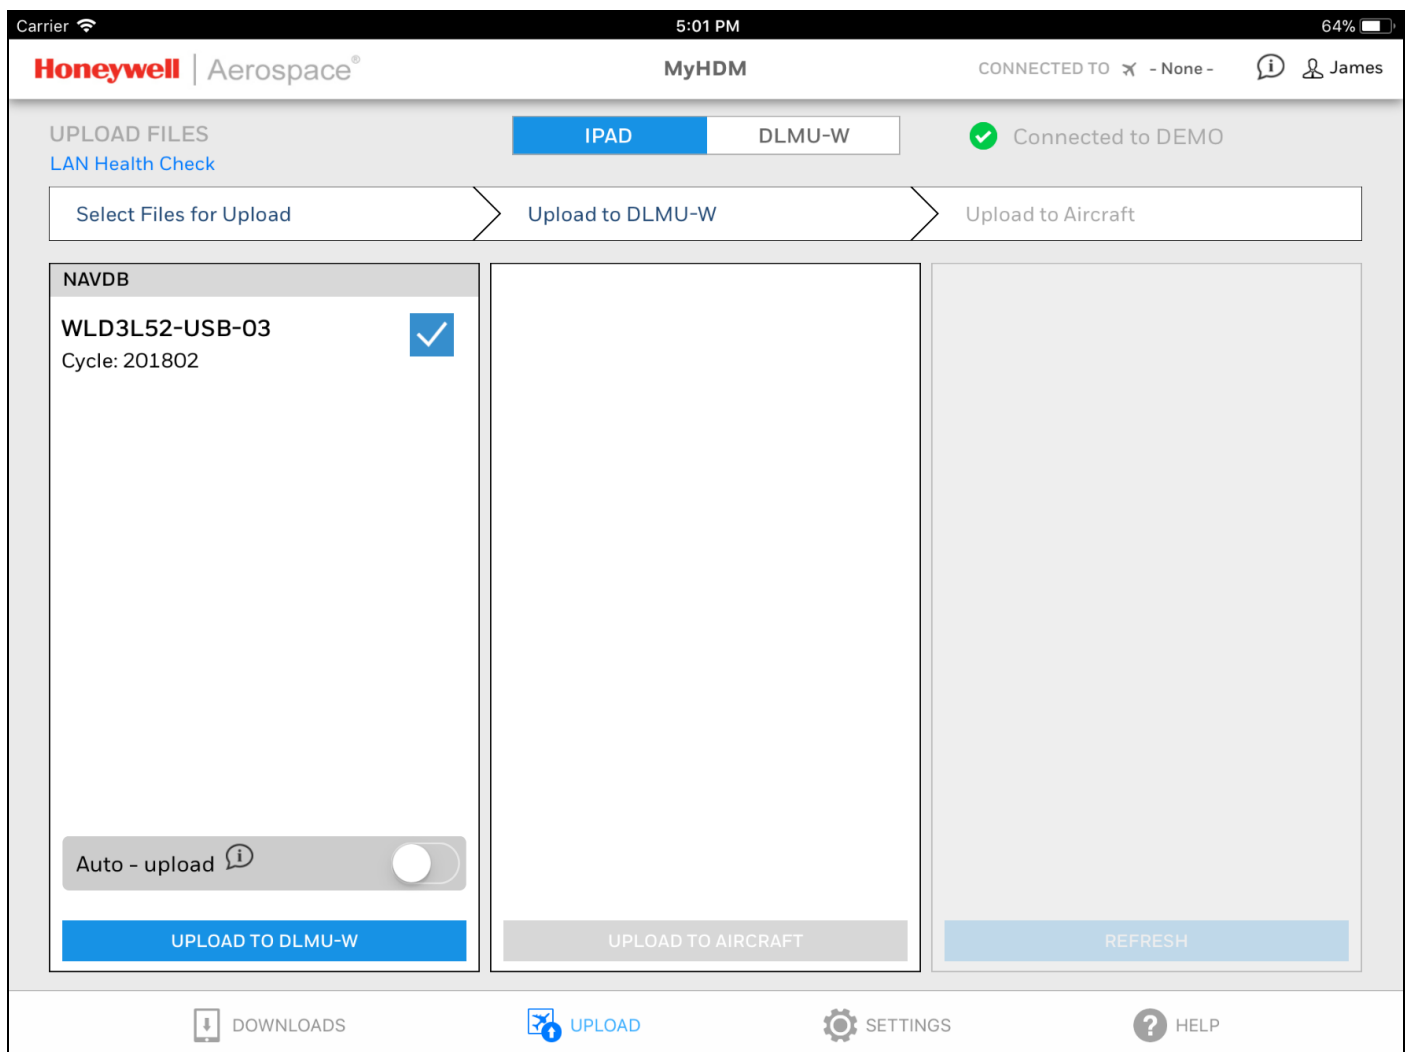 Carrier 5:01 PM 64%
Honeywell | Aerospace® MyHDM CONNECTED TO - None - James
UPLOAD FILES IPAD DLMU-W Connected to DEMO
LAN Health Check
Select Files for Upload Upload to DLMU-W Upload to Aircraft
NAVDB
WLD3L52-USB-03
Cycle: 201802
Auto - upload
UPLOAD TO DLMU-W UPLOAD TO AIRCRAFT REFRESH
DOWNLOADS UPLOAD SETTINGS HELP